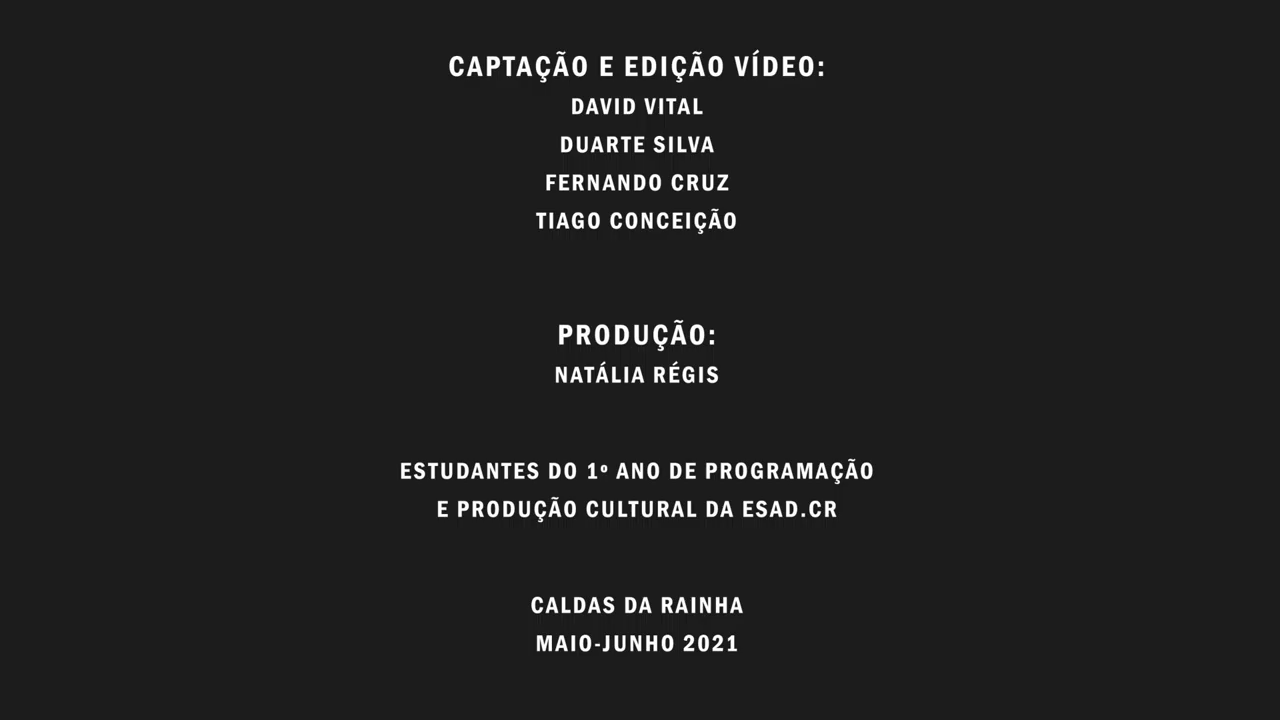 CAPTAÇÃO E EDIÇÃO VÍDEO:
DAVID VITAL
DUARTE SILVA
FERNANDO CRUZ
TIAGO CONCEIÇÃO
PRODUÇÃO:
NATÁLIA RÉGIS
ESTUDANTES DO 1º ANO DE PROGRAMAÇÃO
E PRODUÇÃO CULTURAL DA ESAD.CR
CALDAS DA RAINHA
MAIO-JUNHO 2021